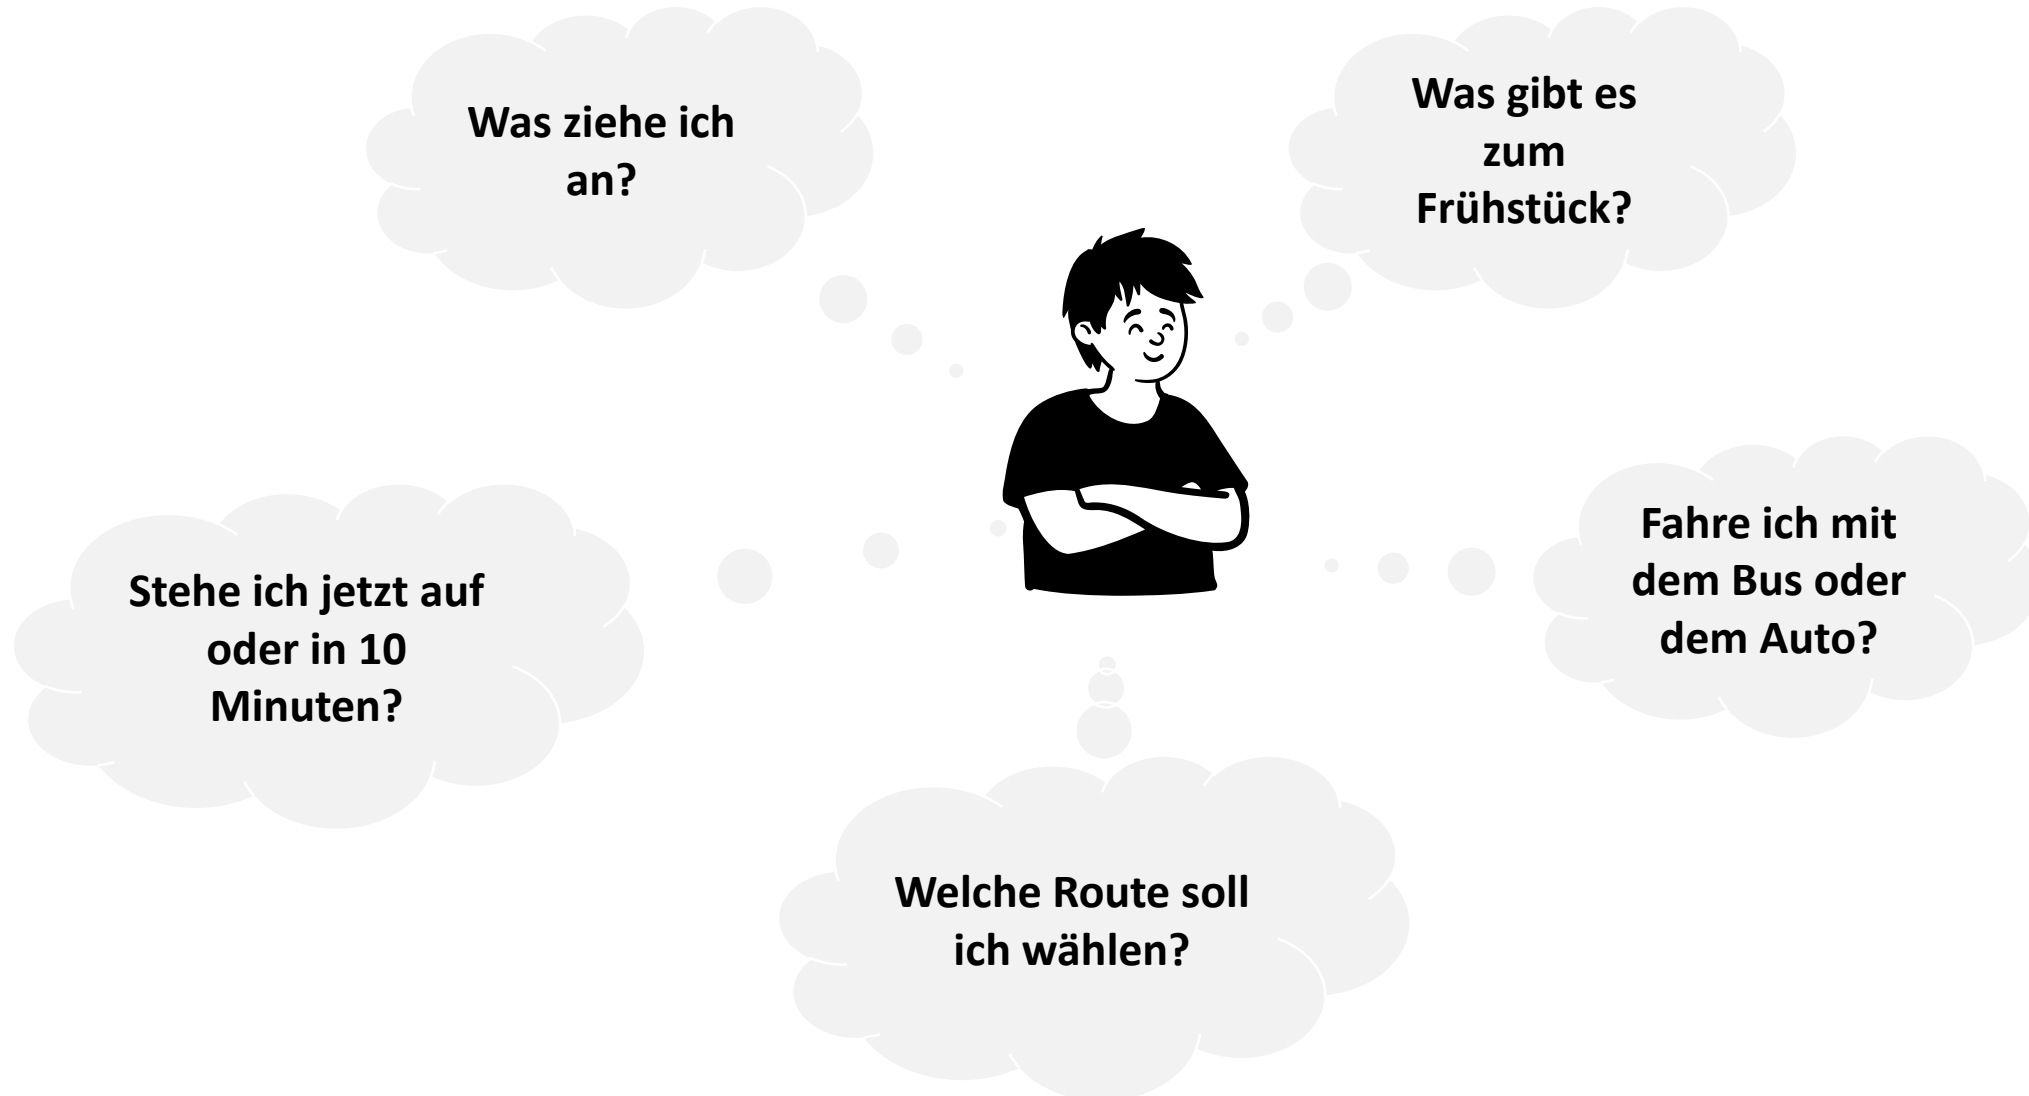 Was ziehe ich
an?
Was gibt es
zum
Frühstück?
Stehe ich jetzt auf
oder in 10
Minuten?
Fahre ich mit
dem Bus oder
dem Auto?
Welche Route soll
ich wählen?